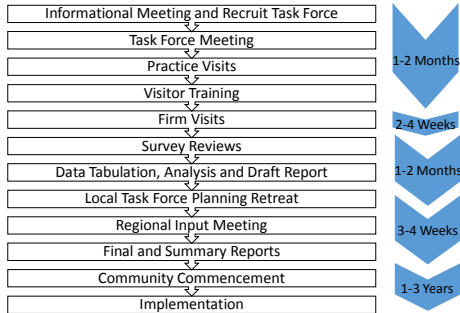 Informational Meeting and Recruit Task Force
Task Force Meeting
Practice Visits
Visitor Training
Firm Visits
Survey Reviews
Data Tabulation, Analysis and Draft Report
Local Task Force Planning Retreat
Regional Input Meeting
Final and Summary Reports
Community Commencement
Implementation
1-2 Months
2-4 Weeks
1-2 Months
3-4 Weeks
1-3 Years